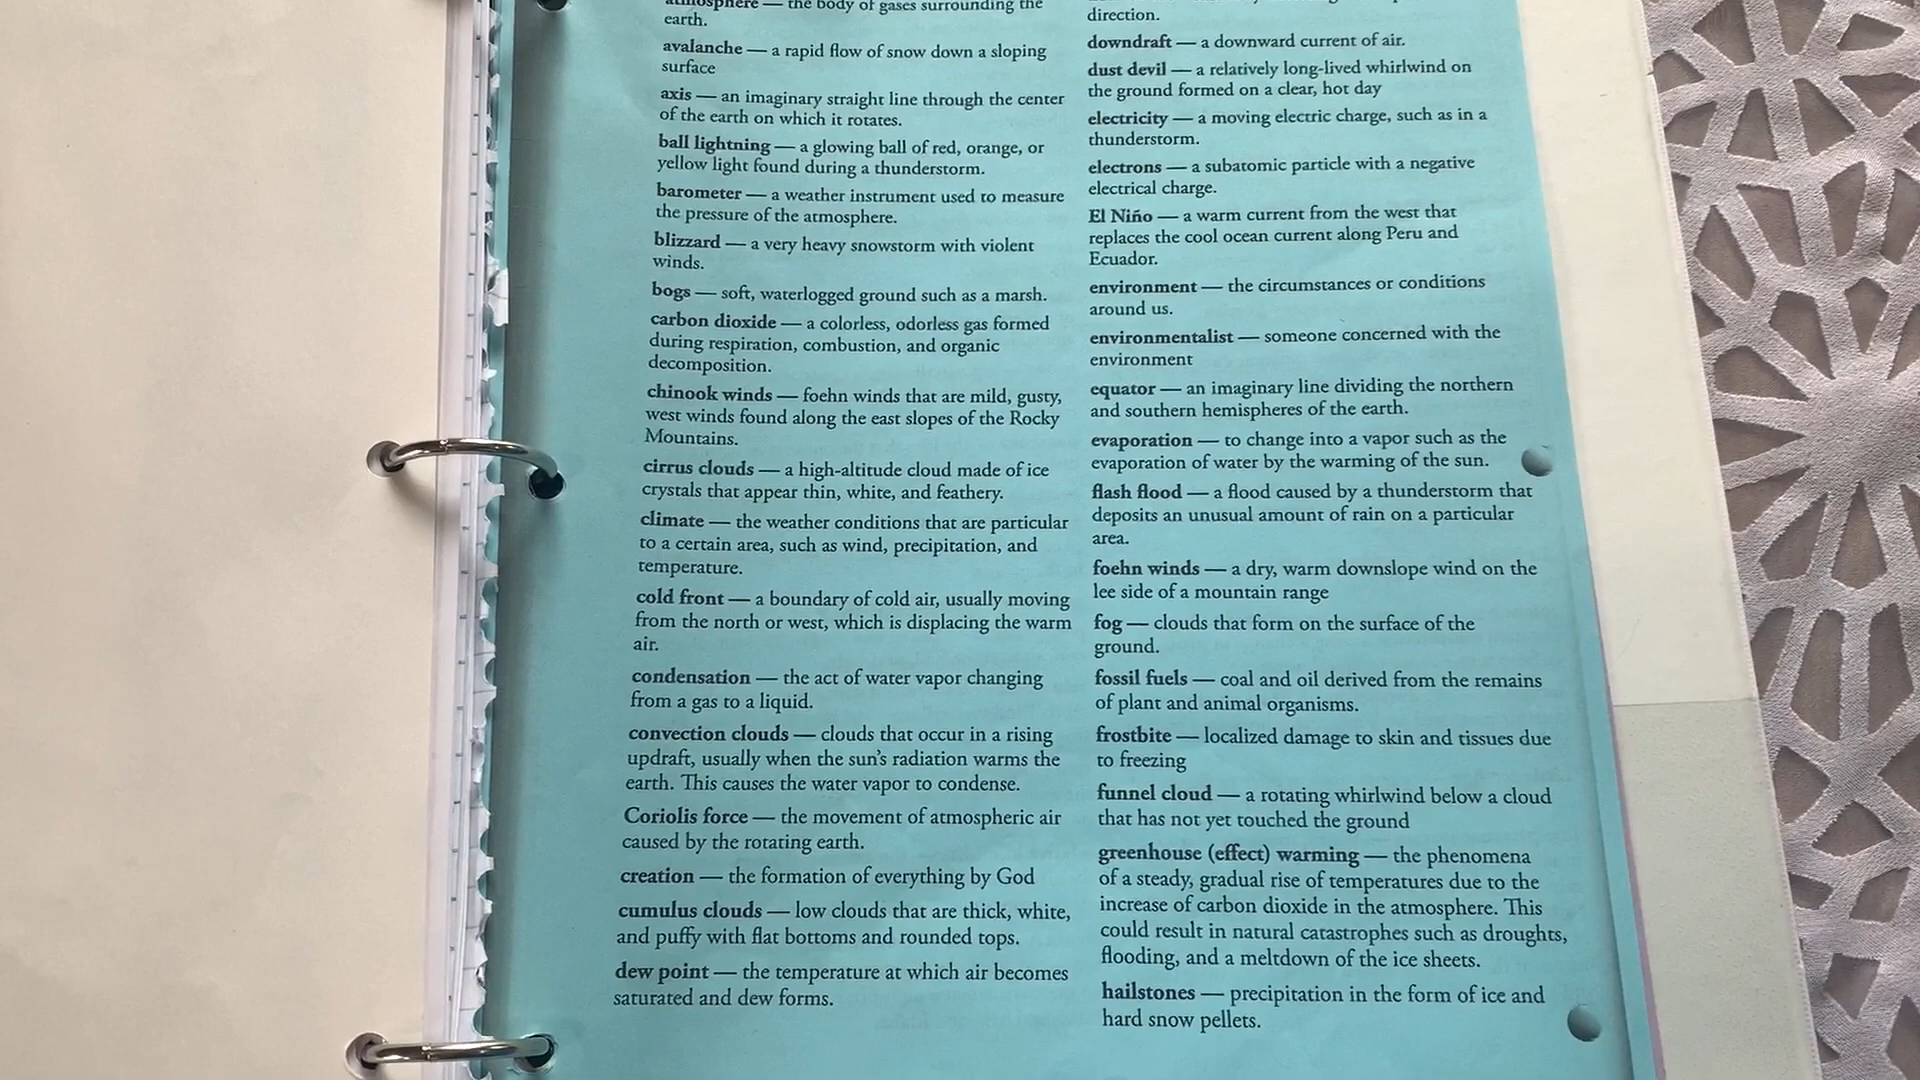 atmosphere — the body of gases surrounding the
earth.
avalanche — a rapid flow of snow down a sloping
surface
axis — an imaginary straight line through the center
of the earth on which it rotates.
ball lightning — a glowing ball of red, orange, or
yellow light found during a thunderstorm.
barometer — a weather instrument used to measure
the pressure of the atmosphere.
blizzard — a very heavy snowstorm with violent
winds.
bogs — soft, waterlogged ground such as a marsh.
carbon dioxide — a colorless, odorless gas formed
during respiration, combustion, and organic
decomposition.
chinook winds — foehn winds that are mild, gusty,
west winds found along the east slopes of the Rocky
Mountains.
cirrus clouds — a high-altitude cloud made of ice
crystals that appear thin, white, and feathery.
climate — the weather conditions that are particular
to a certain area, such as wind, precipitation, and
temperature.
cold front — a boundary of cold air, usually moving
from the north or west, which is displacing the warm
air.
condensation — the act of water vapor changing
from a gas to a liquid.
convection clouds — clouds that occur in a rising
updraft, usually when the sun's radiation warms the
earth. This causes the water vapor to condense.
Coriolis force — the movement of atmospheric air
caused by the rotating earth.
creation — the formation of everything by God
cumulus clouds — low clouds that are thick, white,
and puffy with flat bottoms and rounded tops.
dew point — the temperature at which air becomes
saturated and dew forms.
direction.
downdraft — a downward current of air.
dust devil — a relatively long-lived whirlwind on
the ground formed on a clear, hot day
electricity — a moving electric charge, such as in a
thunderstorm.
electrons — a subatomic particle with a negative
electrical charge.
El Niño — a warm current from the west that
replaces the cool ocean current along Peru and
Ecuador.
environment — the circumstances or conditions
around us.
environmentalist — someone concerned with the
environment
equator — an imaginary line dividing the northern
and southern hemispheres of the earth.
evaporation — to change into a vapor such as the
evaporation of water by the warming of the sun.
flash flood — a flood caused by a thunderstorm that
deposits an unusual amount of rain on a particular
area.
foehn winds — a dry, warm downslope wind on the
lee side of a mountain range
fog — clouds that form on the surface of the
ground.
fossil fuels — coal and oil derived from the remains
of plant and animal organisms.
frostbite — localized damage to skin and tissues due
to freezing
funnel cloud — a rotating whirlwind below a cloud
that has not yet touched the ground
greenhouse (effect) warming — the phenomena
of a steady, gradual rise of temperatures due to the
increase of carbon dioxide in the atmosphere. This
could result in natural catastrophes such as droughts,
flooding, and a meltdown of the ice sheets.
hailstones — precipitation in the form of ice and
hard snow pellets.